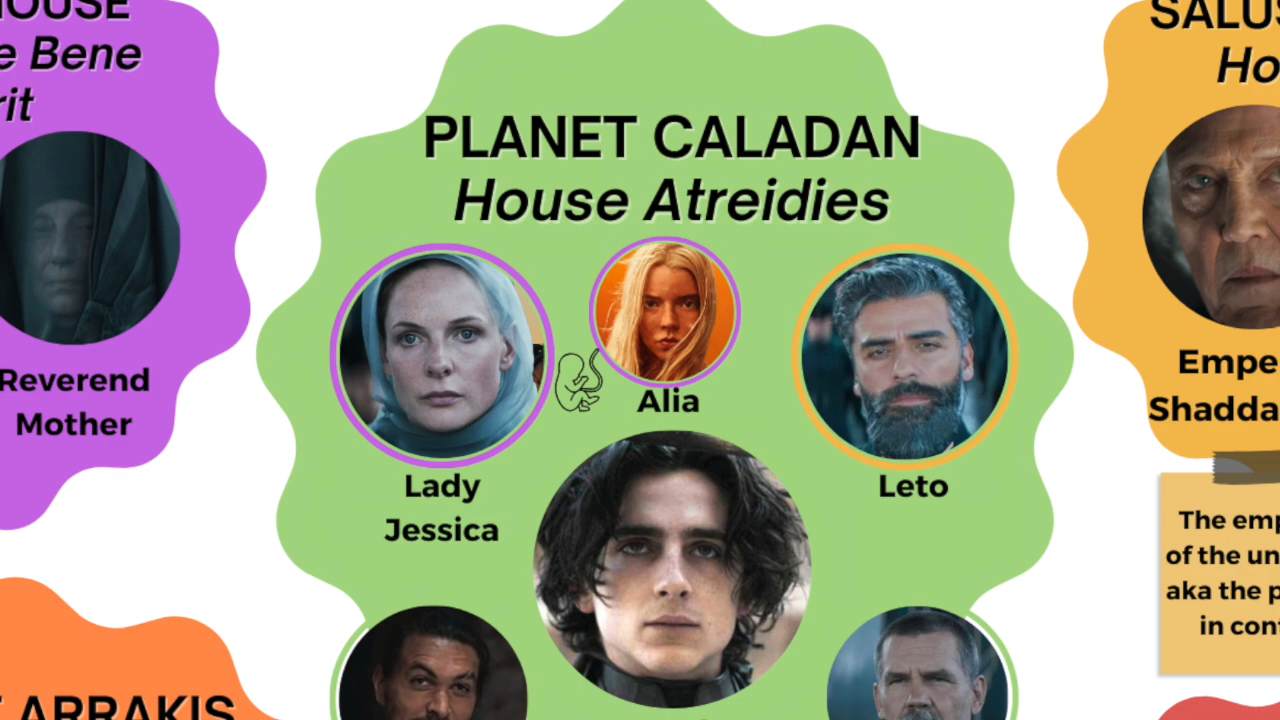 HOUSE
e Bene
rit
Reverend
Mother
PLANET CALADAN
House Atreidies
Alia
Lady
Jessica
Leto
SALUS
Ho
Empe
Shadda
The emp
of the un
aka the p
in con
ARRAKIS